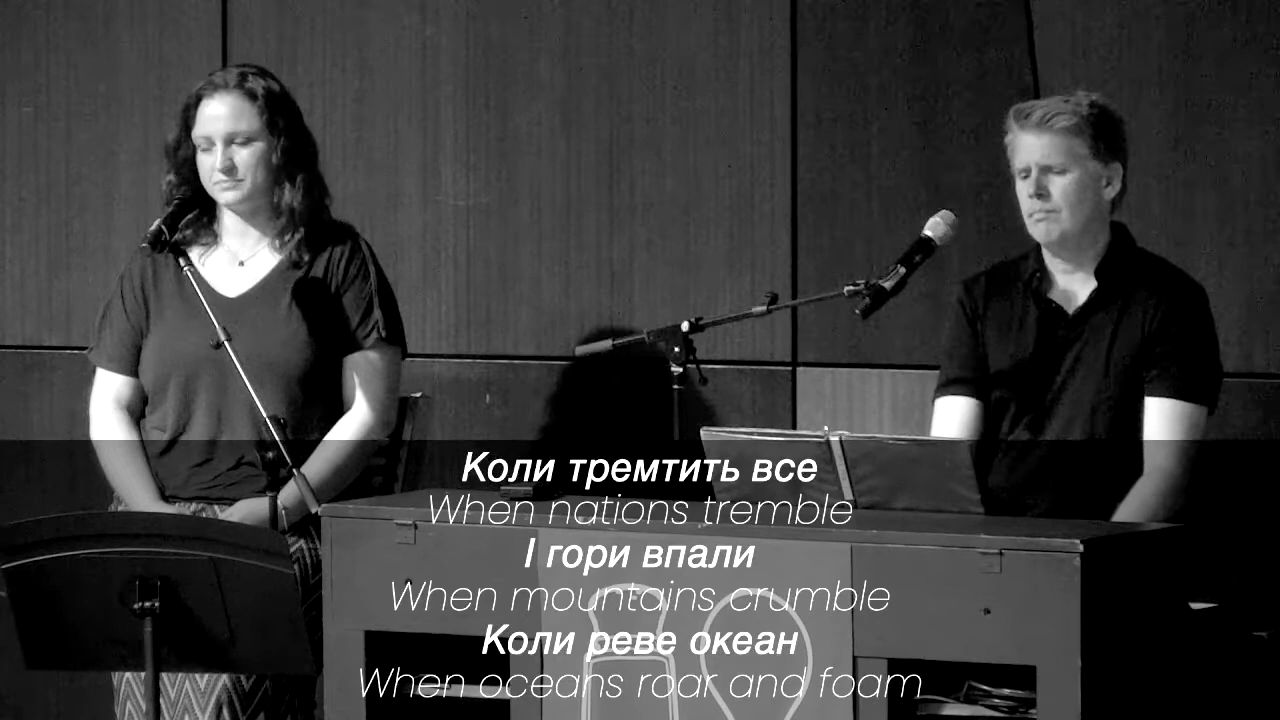 Коли тремтить все
When nations tremble
І гори впали
When mountains crumble
Коли реве океан
When oceans roar and foam